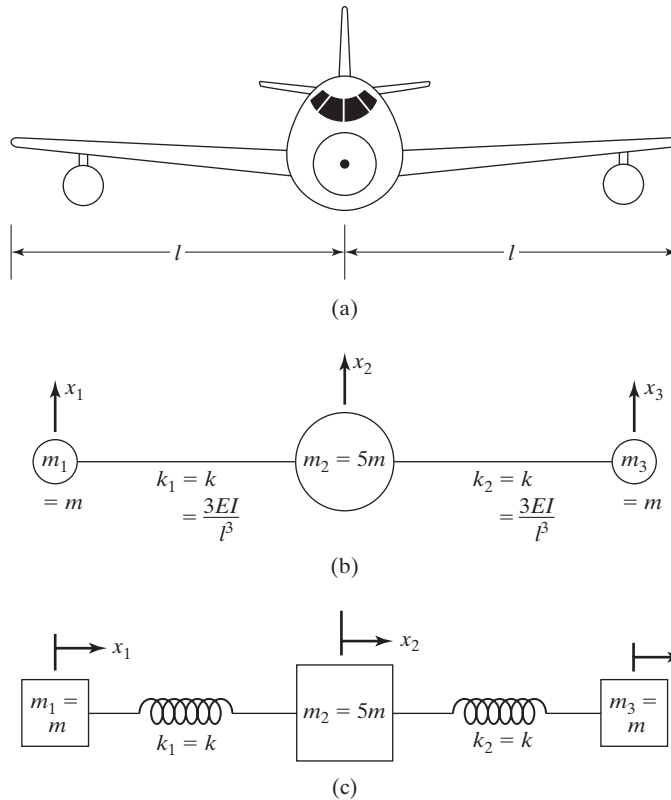 l l
(a)
x₁ x₂ x₃
m₁ m₂ = 5m m₃
= m k₁ = k k₂ = k = m
= 3EI/l³ = 3EI/l³
(b)
x₁ x₂
m₁ = m m₂ = 5m m₃ = m
k₁ = k k₂ = k
(c)